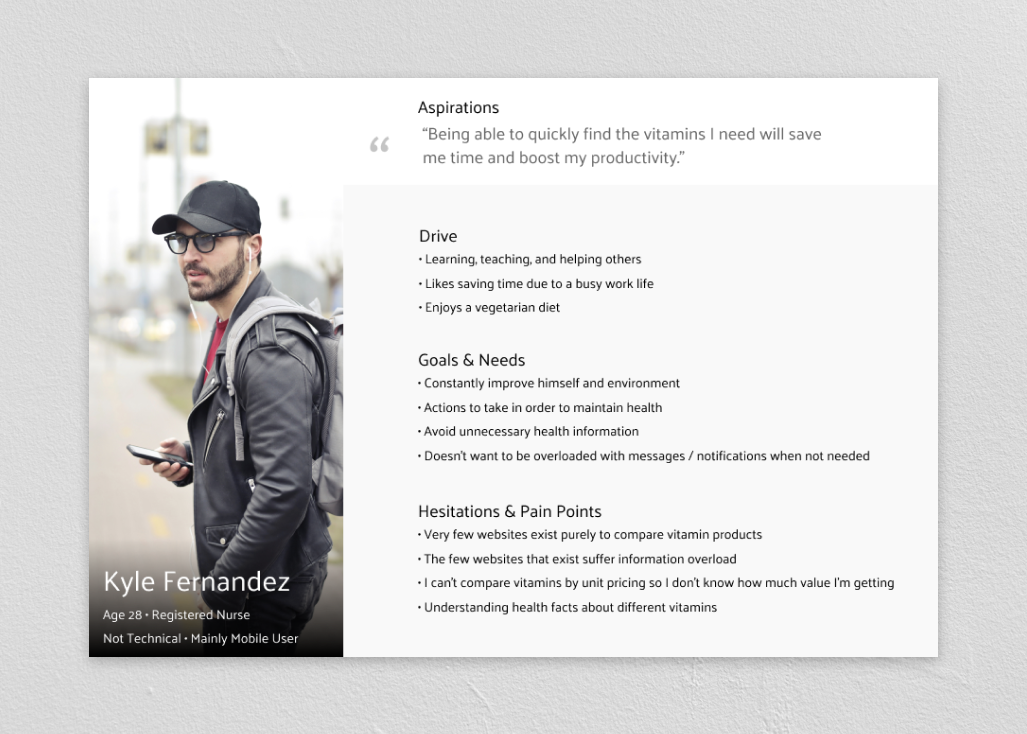 Aspirations
“Being able to quickly find the vitamins I need will save
me time and boost my productivity.”
Drive
• Learning, teaching, and helping others
• Likes saving time due to a busy work life
• Enjoys a vegetarian diet
Goals & Needs
• Constantly improve himself and environment
• Actions to take in order to maintain health
• Avoid unnecessary health information
• Doesn't want to be overloaded with messages / notifications when not needed
Hesitations & Pain Points
• Very few websites exist purely to compare vitamin products
• The few websites that exist suffer information overload
• I can't compare vitamins by unit pricing so I don't know how much value I'm getting
• Understanding health facts about different vitamins
Kyle Fernandez
Age 28 • Registered Nurse
Not Technical • Mainly Mobile User